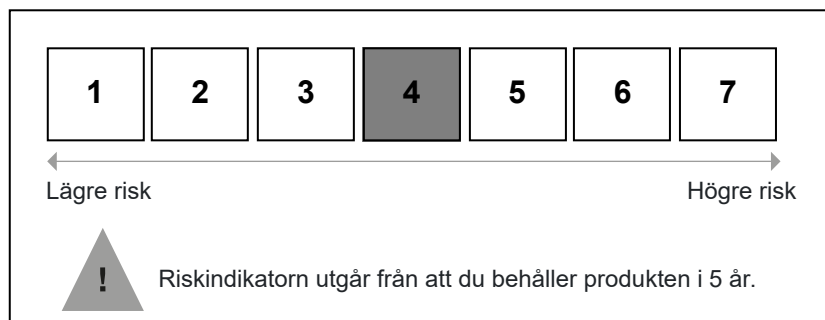 1 2 3 4 5 6 7
Lägre risk Högre risk
! Riskindikatorn utgår från att du behåller produkten i 5 år.